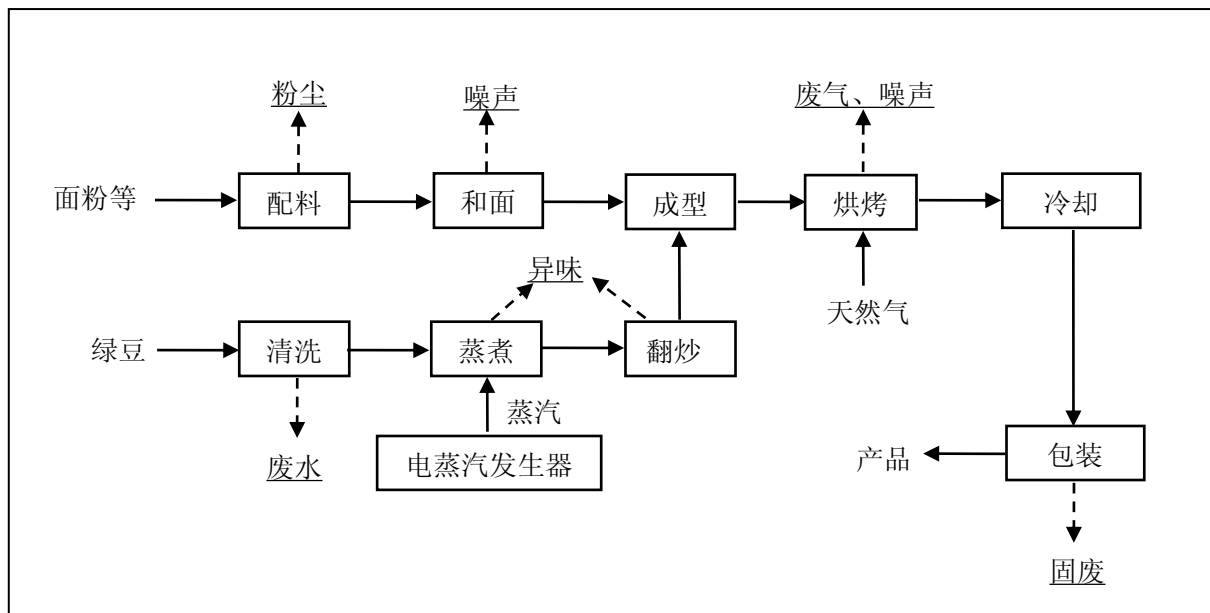 粉尘
噪声
废气、噪声
面粉等
配料
和面
成型
烘烤
冷却
异味
天然气
绿豆
清洗
蒸煮
翻炒
蒸汽
废水
电蒸汽发生器
产品
包装
固废